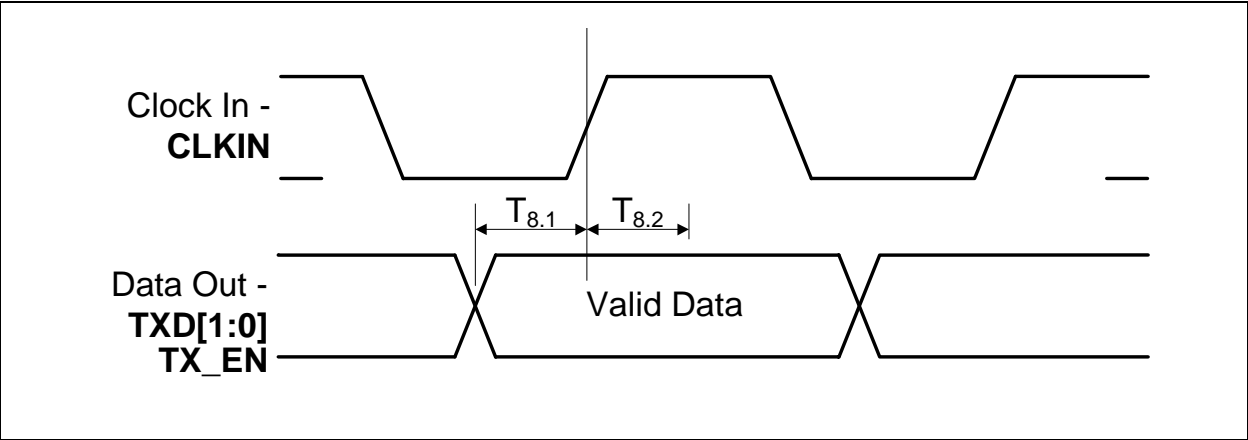 Clock In -
CLKIN
T8.1 T8.2
Data Out -
Valid Data
TXD[1:0]
TX_EN